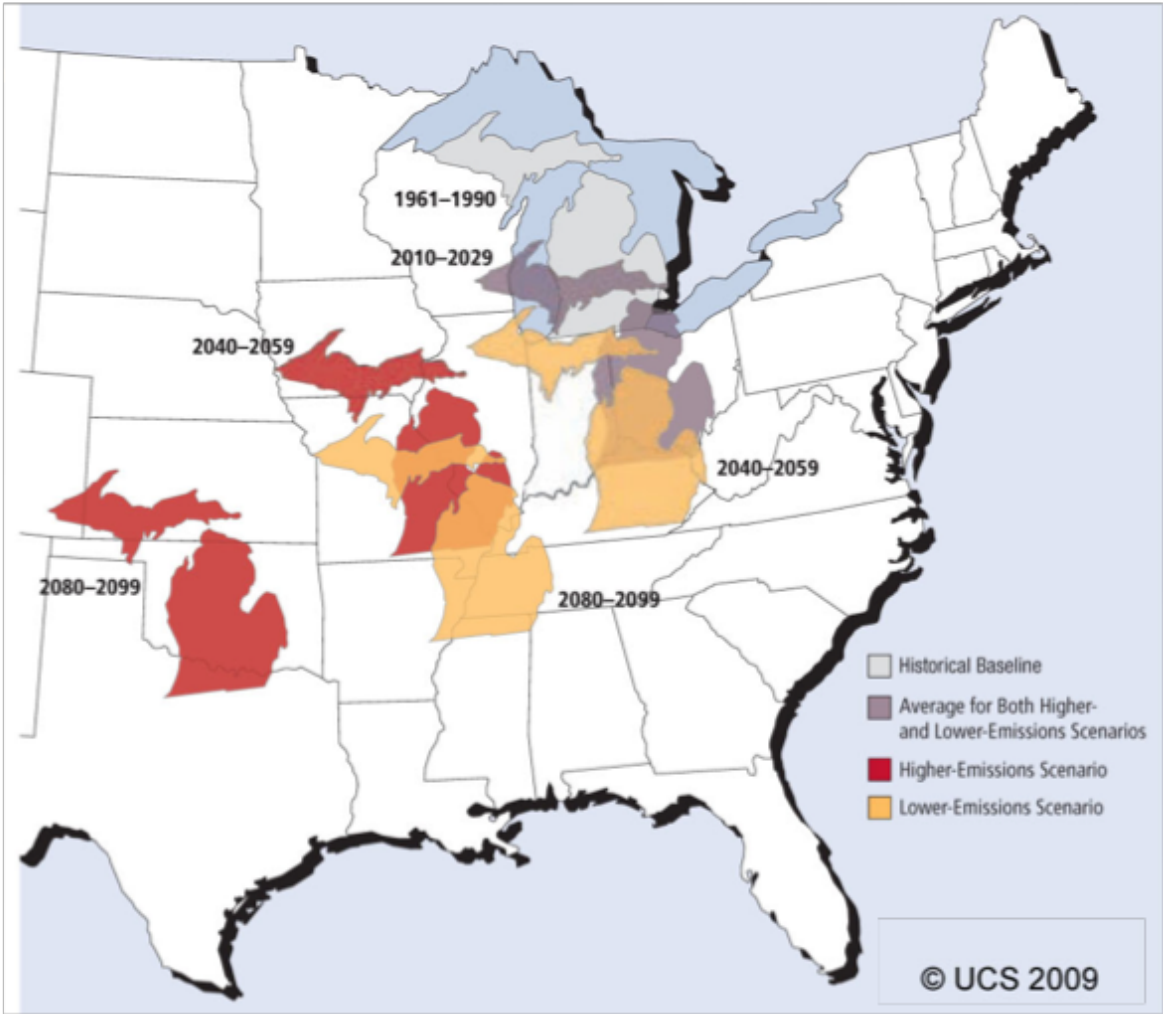 1961–1990
2010–2029
2040–2059
2040–2059
2080–2099
2080–2099
Historical Baseline
Average for Both Higher-
and Lower-Emissions Scenarios
Higher-Emissions Scenario
Lower-Emissions Scenario
© UCS 2009